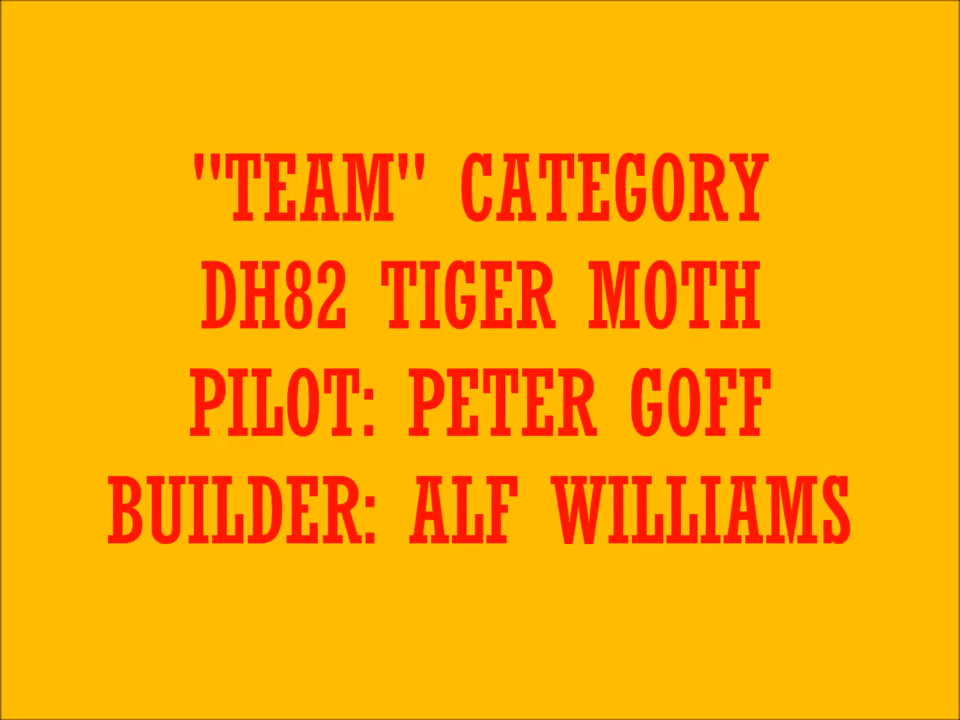 "TEAM" CATEGORY
DH82 TIGER MOTH
PILOT: PETER GOFF
BUILDER: ALF WILLIAMS